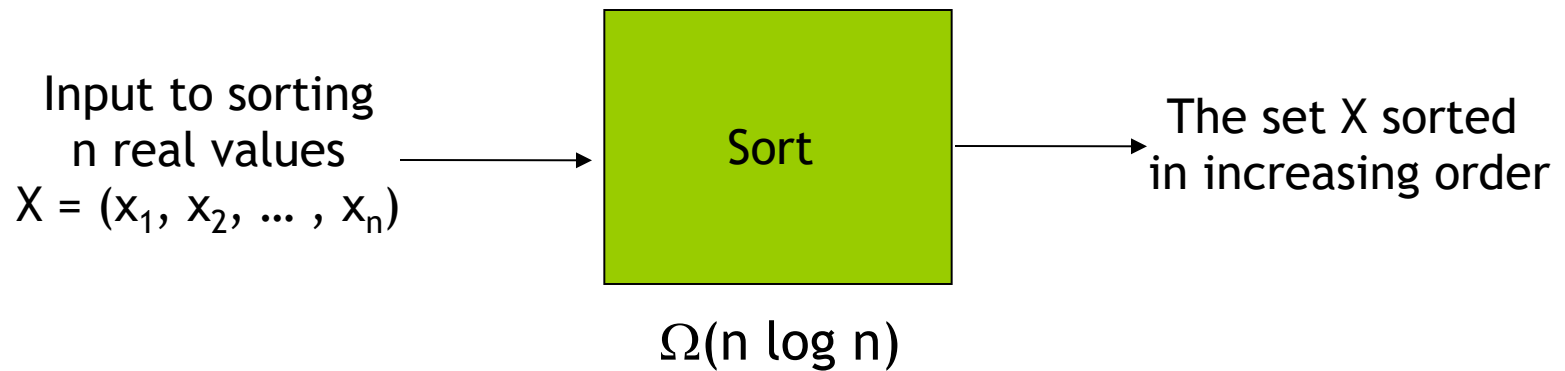 Input to sorting
n real values
X = (x₁, x₂, … , xₙ)
Sort
Ω(n log n)
The set X sorted
in increasing order